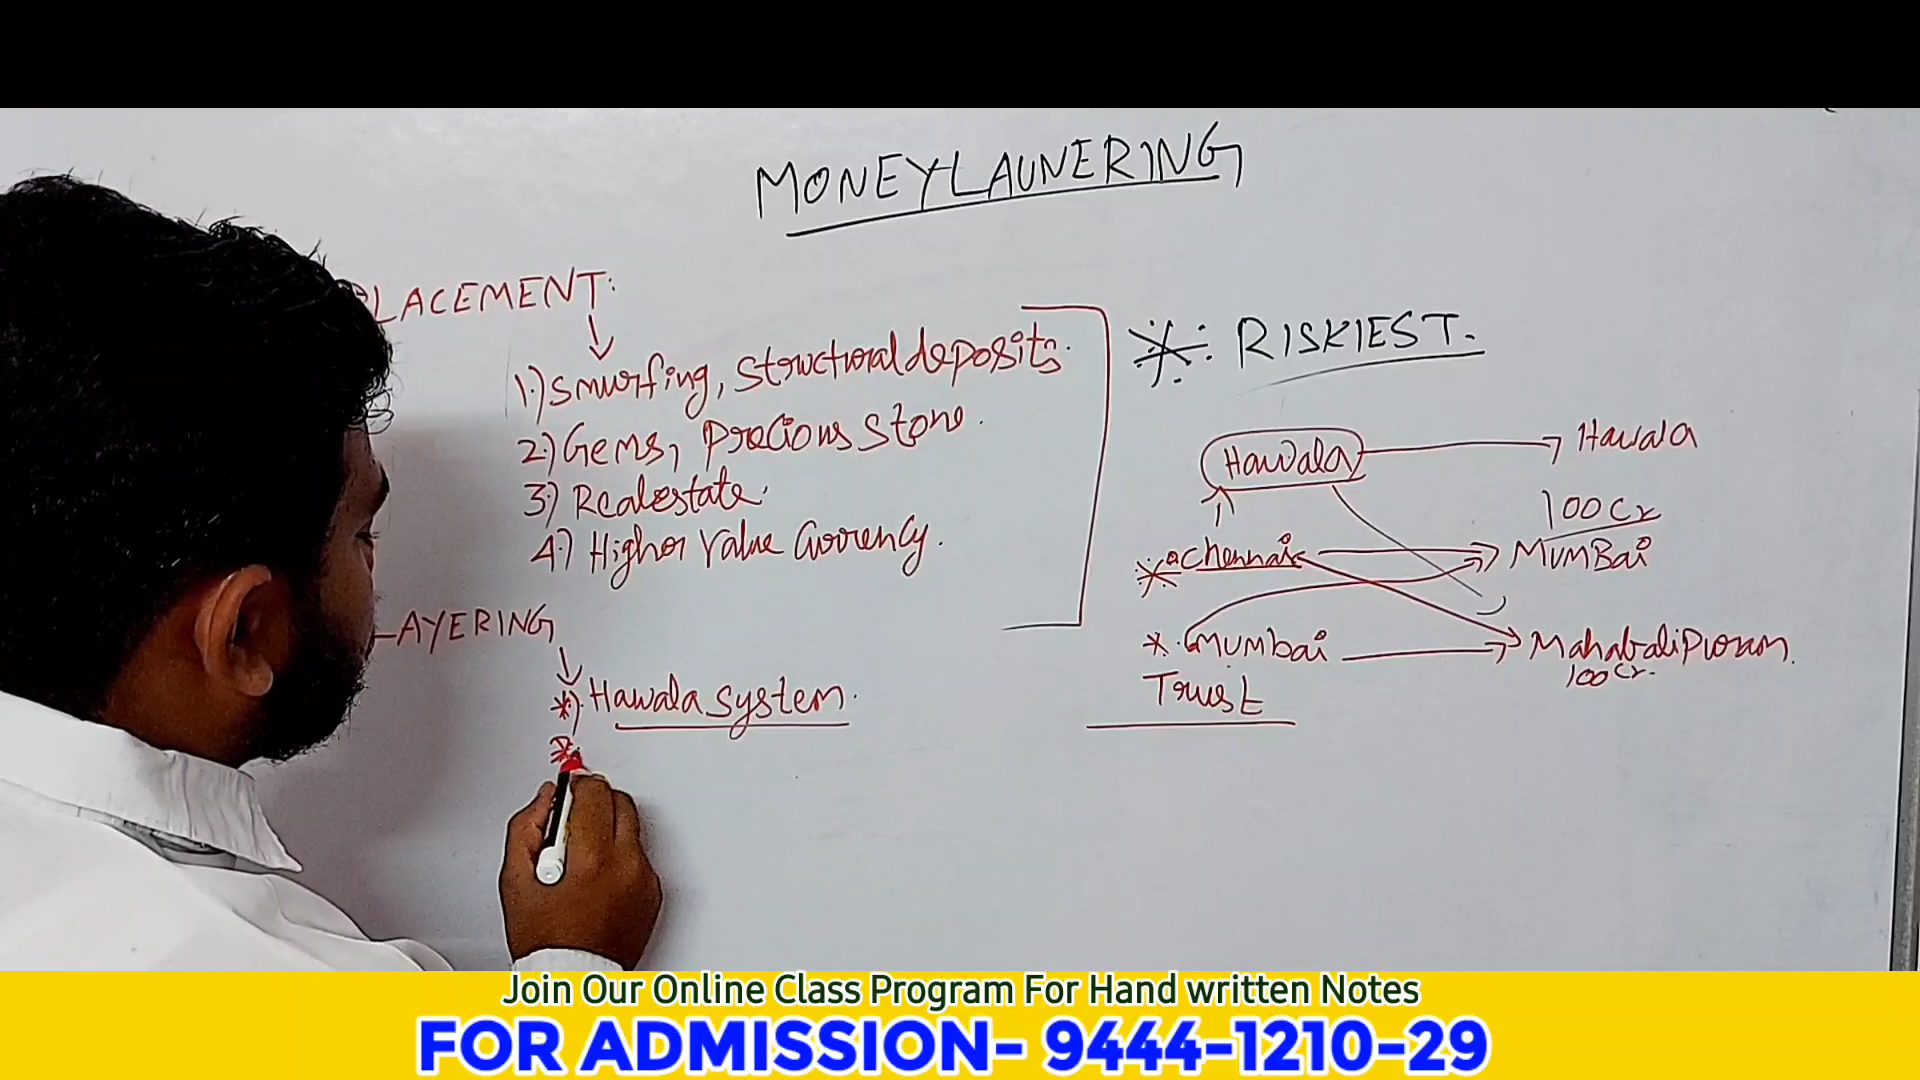 MONEYLAUNERING
PLACEMENT:
1.) Smurfing, Structural deposits.
2.) Gems, Precious Stone.
3.) Realestate.
4.) Higher Value Currency.
LAYERING
*) Hawala system.
*
* RISKIEST.
Hawala → Hawala
100 Cr
* Chennai → MUMBai
* Mumbai → Mahabalipuram.
100 Cr.
Trust
Join Our Online Class Program For Hand written Notes
FOR ADMISSION- 9444-1210-29